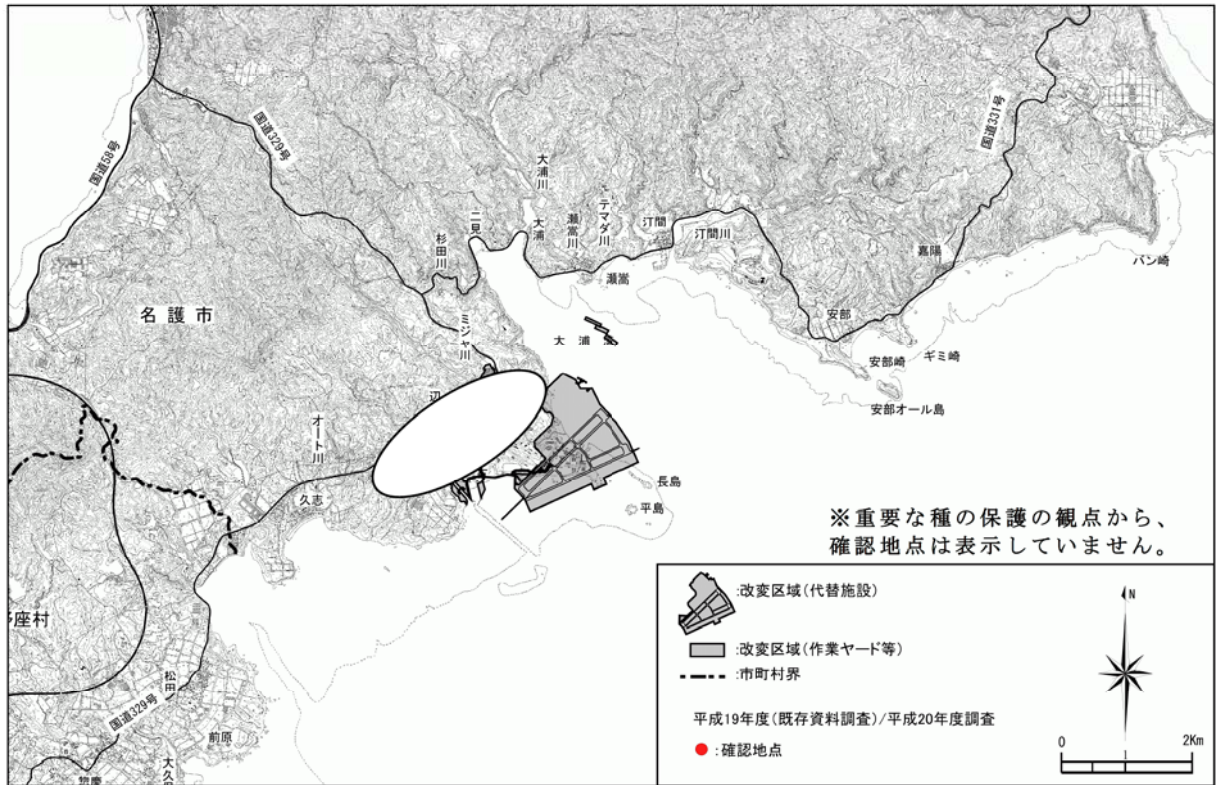 国道58号
国道329号
国道331号
大浦川
大浦
二見
杉田川
瀬嵩川
テマダ川
汀間
汀間川
瀬嵩
嘉陽
バン崎
名護市
ミジャ川
大浦
安部
安部崎
ギミ崎
安部オール島
辺
オート川
久志
長島
平島
※重要な種の保護の観点から、
確認地点は表示していません。
座村
松田
国道329号
前原
惣慶
大久
:改変区域(代替施設)
:改変区域(作業ヤード等)
:市町村界
平成19年度(既存資料調査)/平成20年度調査
:確認地点
N
0 1 2Km